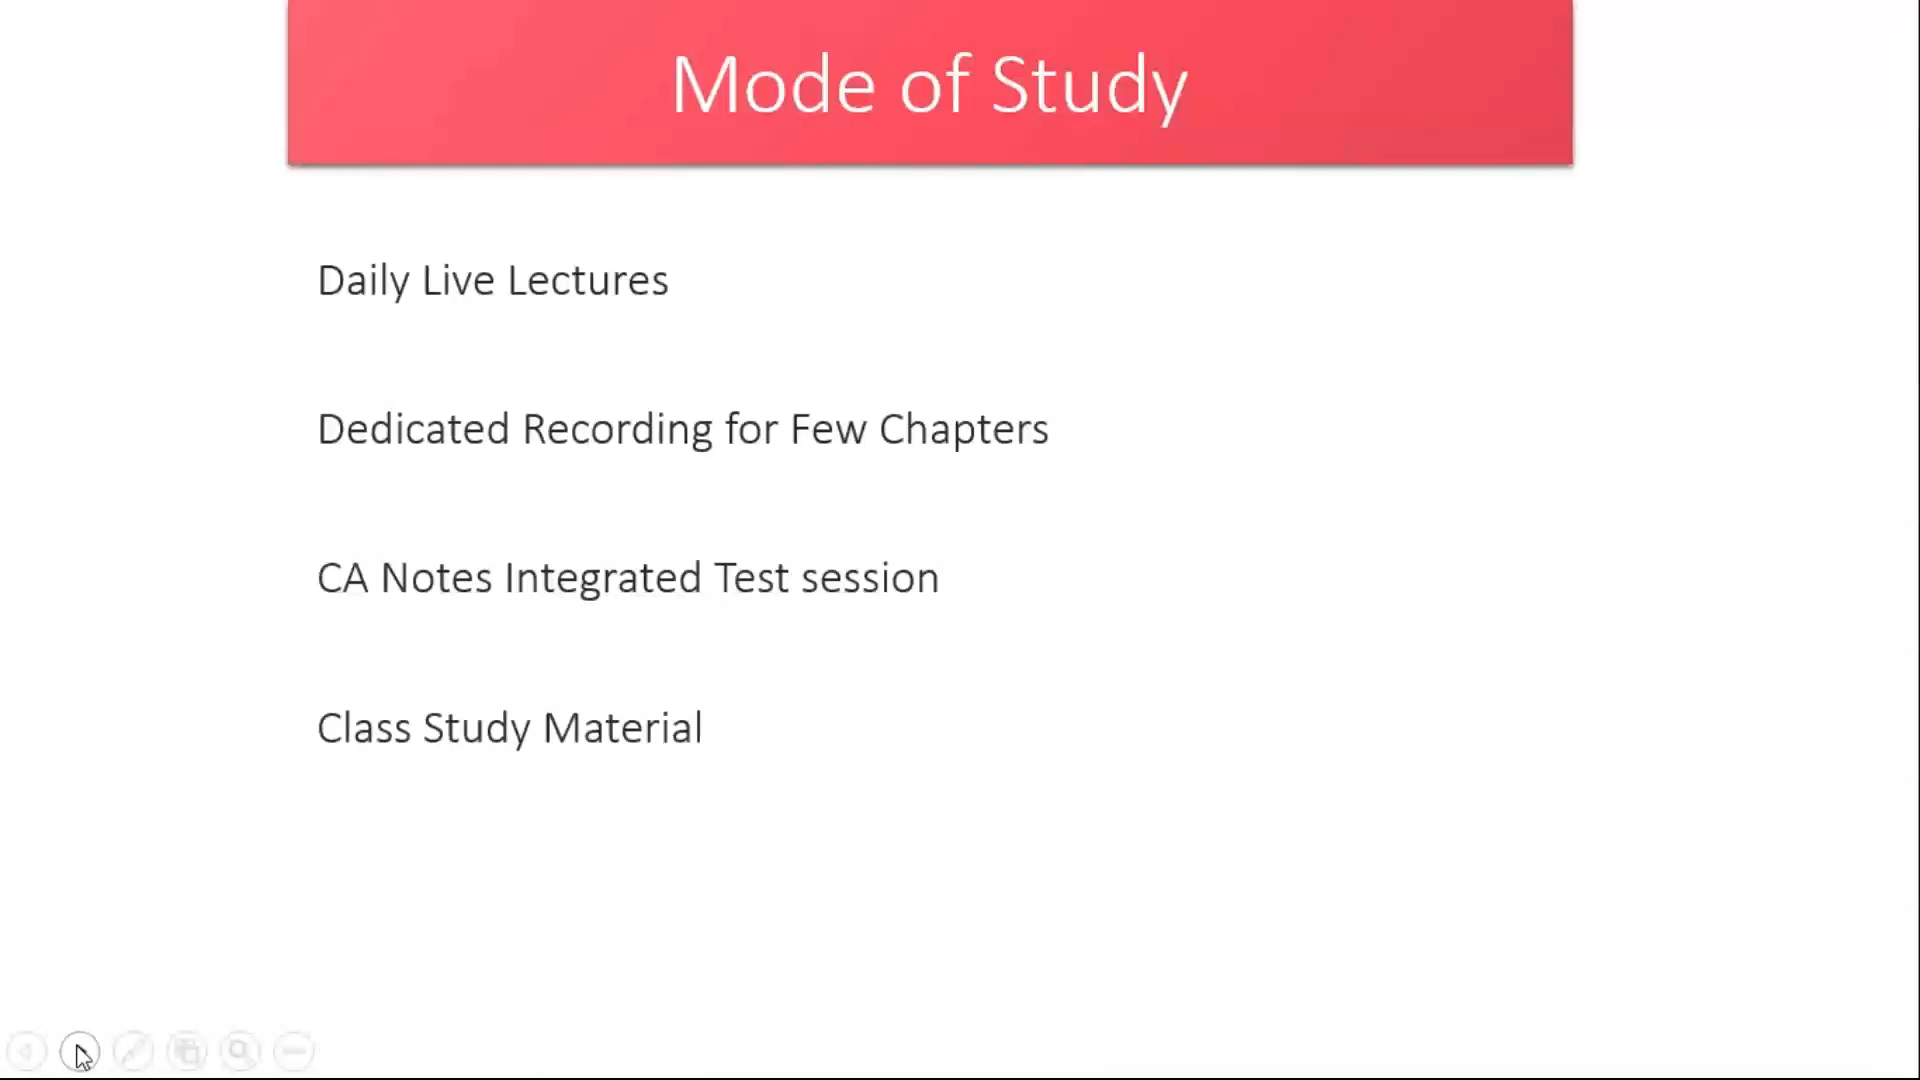 Mode of Study
Daily Live Lectures
Dedicated Recording for Few Chapters
CA Notes Integrated Test session
Class Study Material